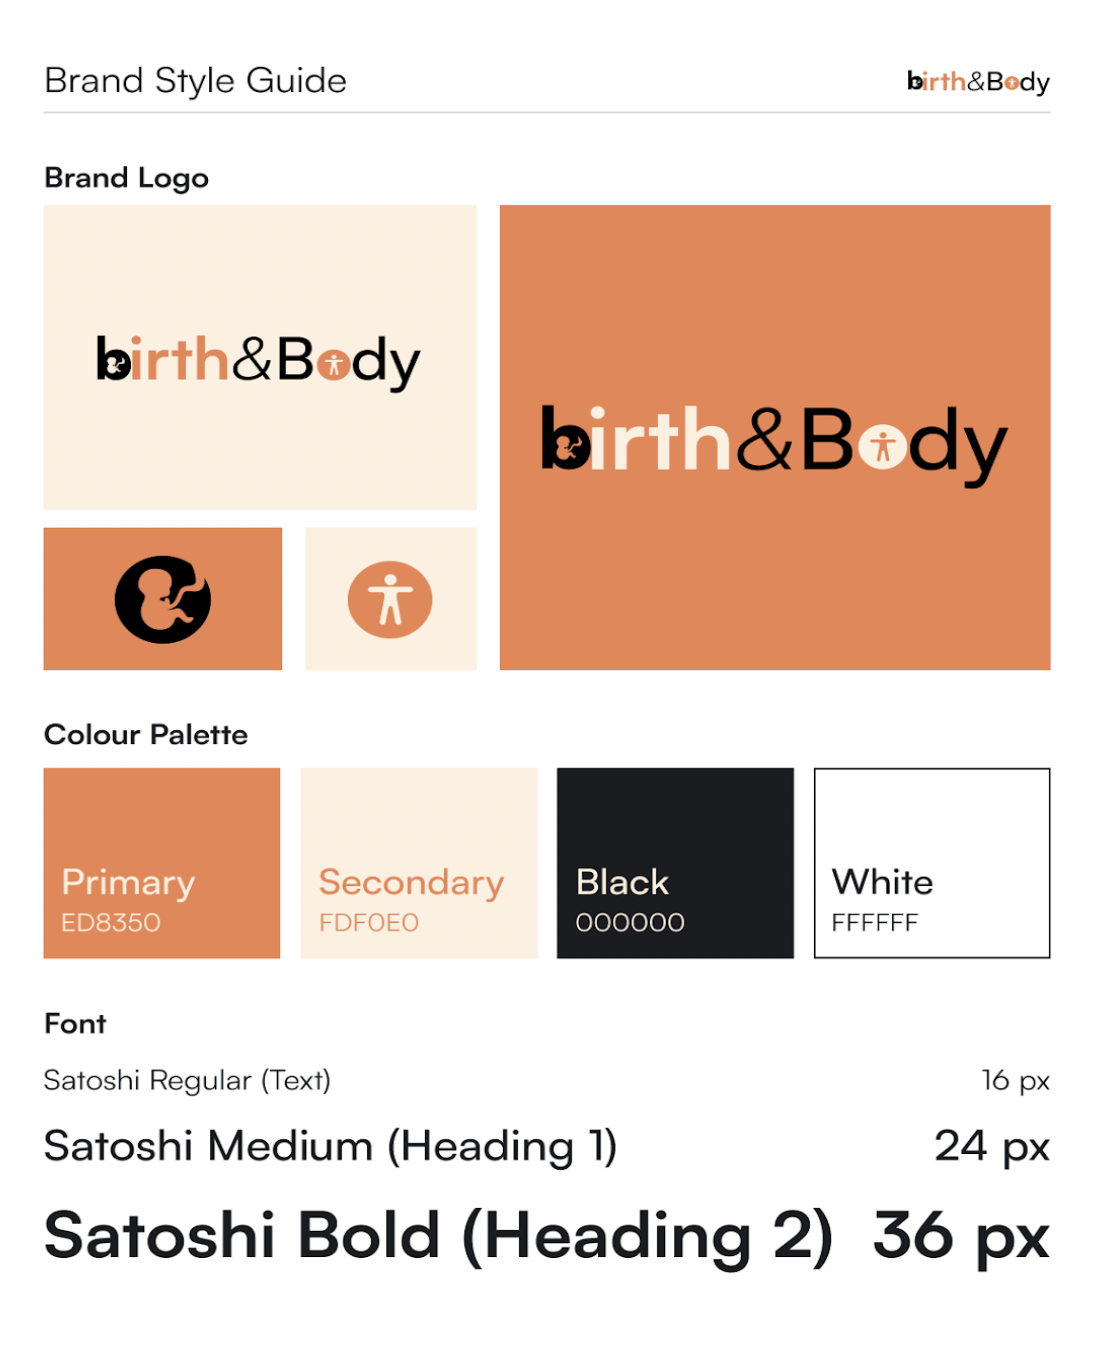 Brand Style Guide
birth&Body
Brand Logo
birth&Body
birth&Body
Colour Palette
Primary
ED8350
Secondary
FDF0E0
Black
000000
White
FFFFFF
Font
Satoshi Regular (Text) 16 px
Satoshi Medium (Heading 1) 24 px
Satoshi Bold (Heading 2) 36 px